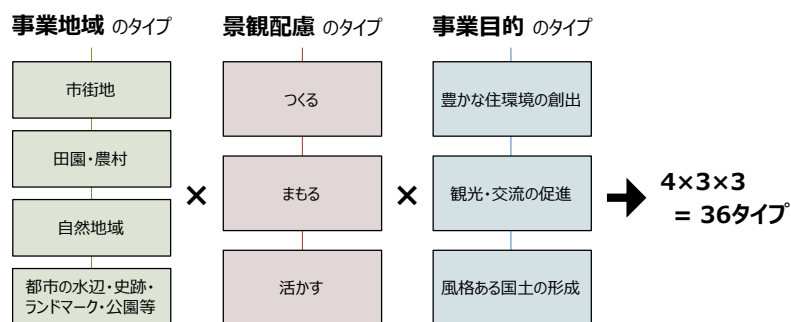 事業地域 のタイプ
市街地
田園・農村
自然地域
都市の水辺・史跡・
ランドマーク・公園等
×
景観配慮 のタイプ
つくる
まもる
活かす
×
事業目的 のタイプ
豊かな住環境の創出
観光・交流の促進
風格ある国土の形成
4×3×3
= 36タイプ